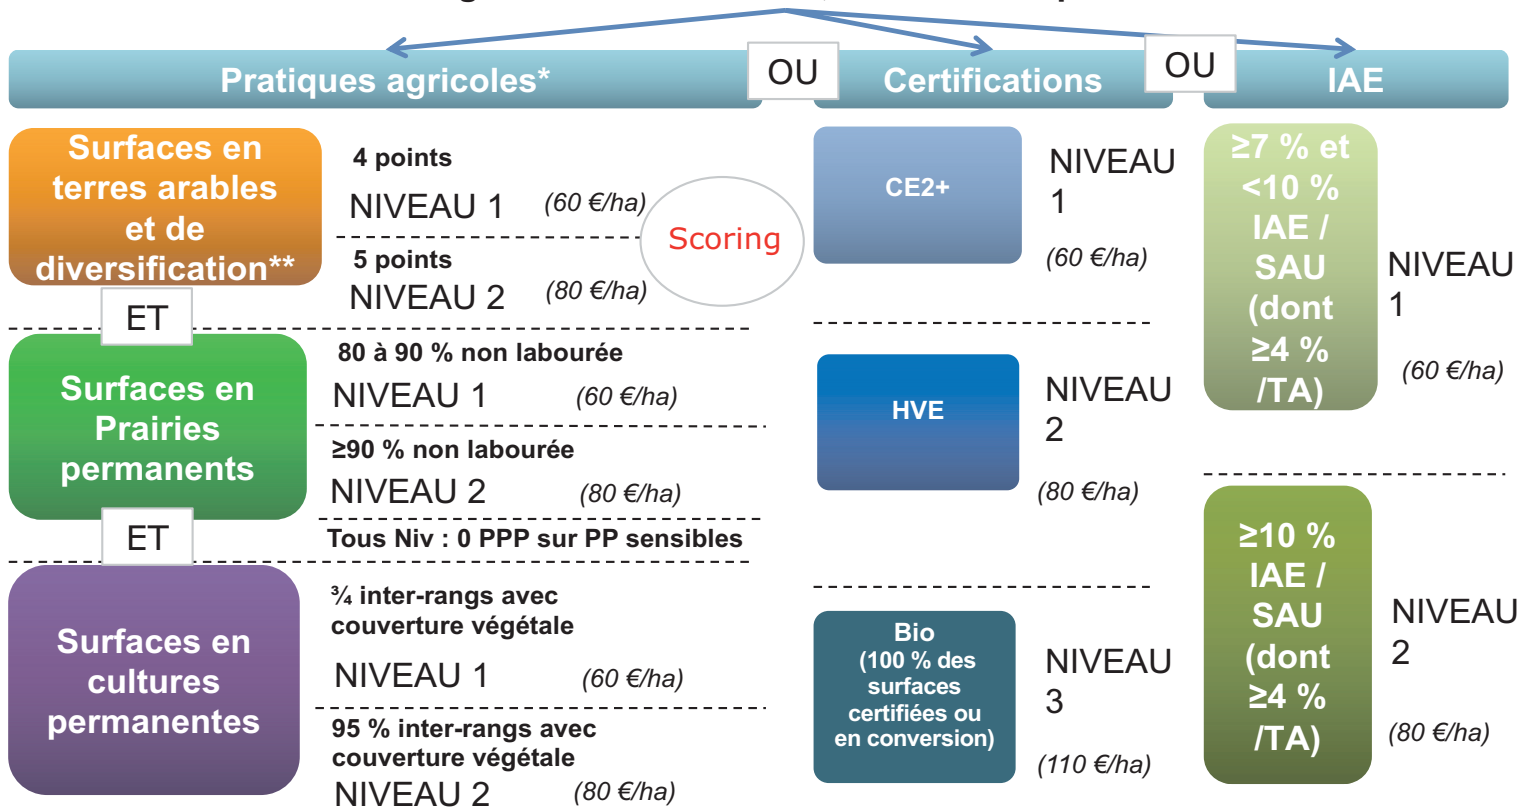 Pratiques agricoles*
OU
Certifications
OU
IAE
Surfaces en
terres arables
et de
diversification**
4 points
NIVEAU 1
(60 €/ha)
5 points
NIVEAU 2
(80 €/ha)
Scoring
ET
Surfaces en
Prairies
permanents
80 à 90 % non labourée
NIVEAU 1
(60 €/ha)
≥90 % non labourée
NIVEAU 2
(80 €/ha)
Tous Niv : 0 PPP sur PP sensibles
ET
Surfaces en
cultures
permanentes
¾ inter-rangs avec
couverture végétale
NIVEAU 1
(60 €/ha)
95 % inter-rangs avec
couverture végétale
NIVEAU 2
(80 €/ha)
CE2+
NIVEAU
1
(60 €/ha)
HVE
NIVEAU
2
(80 €/ha)
Bio
(100 % des
surfaces
certifiées ou
en conversion)
NIVEAU
3
(110 €/ha)
≥7 % et
<10 %
IAE /
SAU
(dont
≥4 %
/TA)
NIVEAU
1
(60 €/ha)
≥10 %
IAE /
SAU
(dont
≥4 %
/TA)
NIVEAU
2
(80 €/ha)